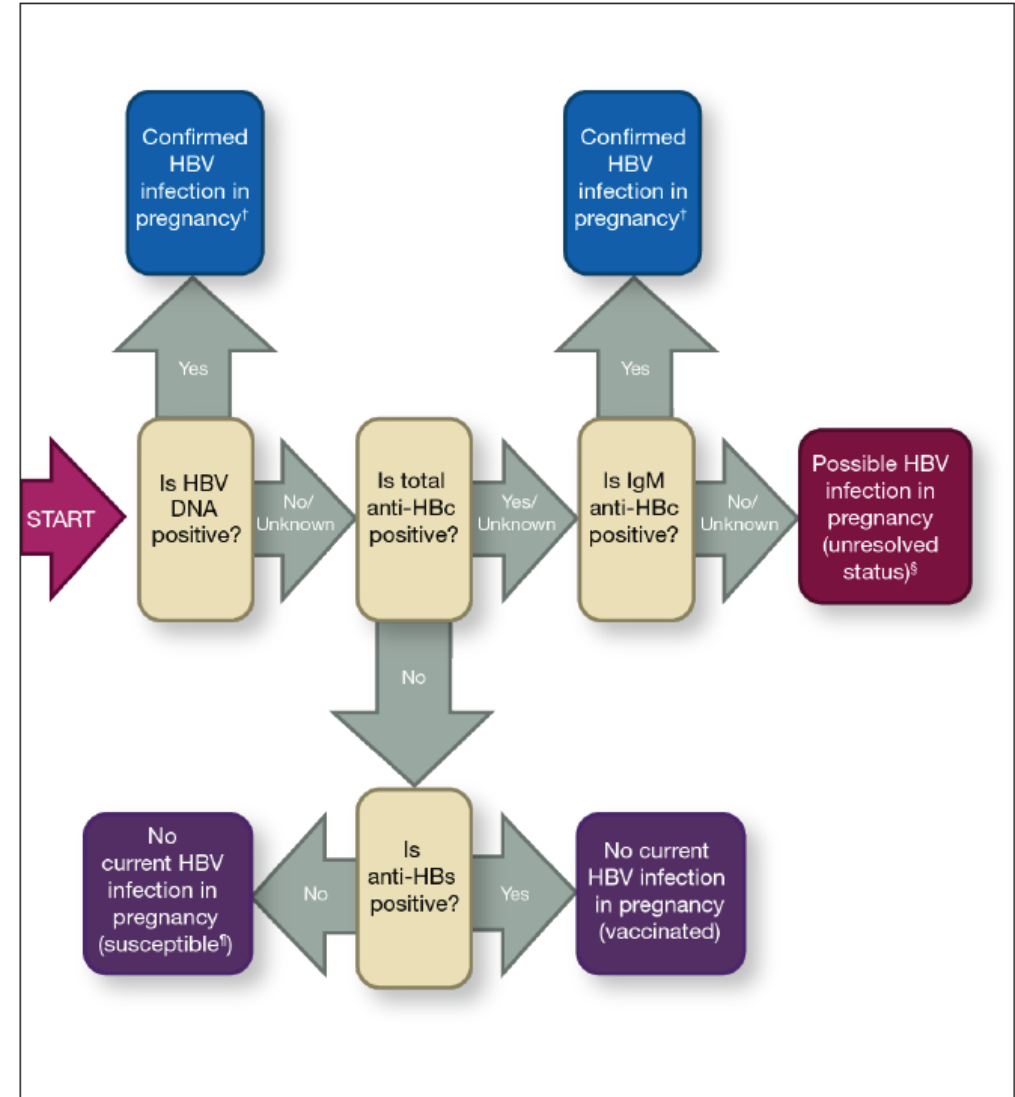 Confirmed
HBV
infection in
pregnancy†
Confirmed
HBV
infection in
pregnancy†
Yes
Yes
START
Is HBV
DNA
positive?
No/
Unknown
Is total
anti-HBc
positive?
Yes/
Unknown
Is IgM
anti-HBc
positive?
No/
Unknown
Possible HBV
infection in
pregnancy
(unresolved
status)§
No
No
current HBV
infection in
pregnancy
(susceptible¶)
No
Is
anti-HBs
positive?
Yes
No current
HBV infection
in pregnancy
(vaccinated)